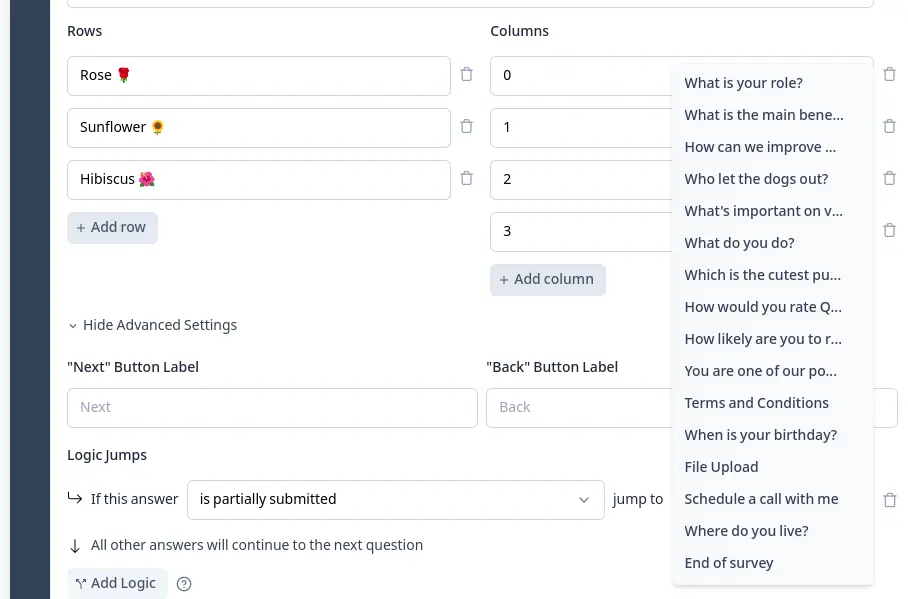 Rows
Columns
Rose 🌹
0
Sunflower 🌻
1
Hibiscus 🌺
2
+ Add row
3
+ Add column
Hide Advanced Settings
"Next" Button Label
"Back" Button Label
Next
Back
Logic Jumps
If this answer
is partially submitted
jump to
All other answers will continue to the next question
Add Logic
What is your role?
What is the main bene...
How can we improve ...
Who let the dogs out?
What's important on v...
What do you do?
Which is the cutest pu...
How would you rate Q...
How likely are you to r...
You are one of our po...
Terms and Conditions
When is your birthday?
File Upload
Schedule a call with me
Where do you live?
End of survey